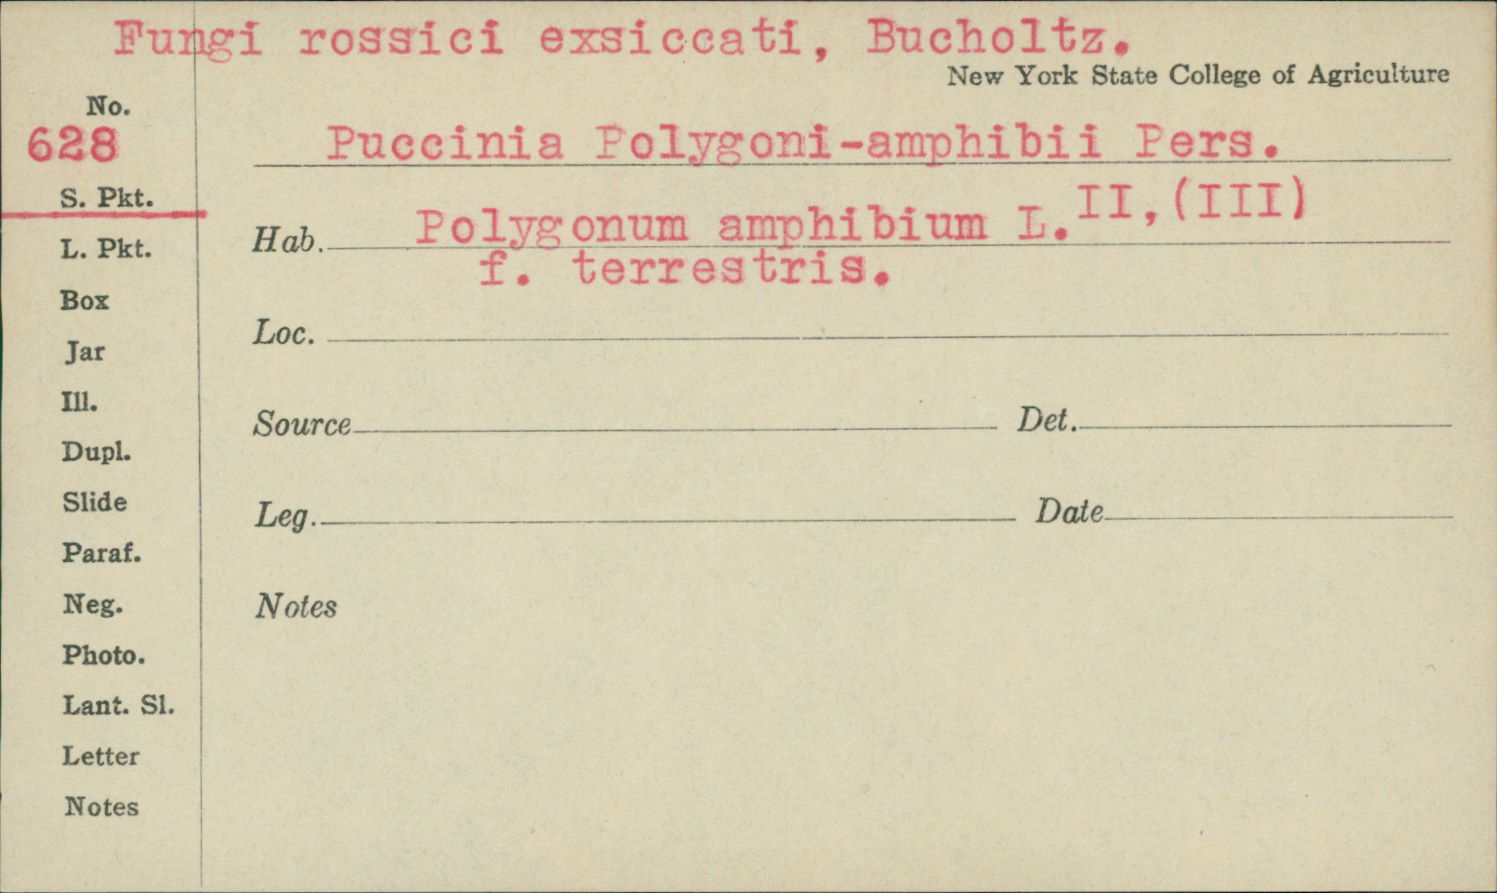 Fungi rossici exsiccati, Bucholtz.
New York State College of Agriculture
No.
628
Puccinia Polygoni-amphibii Pers.
S. Pkt.
II,(III)
Hab. Polygonum amphibium L.
f. terrestris.
L. Pkt.
Box
Loc.
Jar
Ill.
Source Det.
Dupl.
Slide
Leg. Date
Paraf.
Neg.
Notes
Photo.
Lant. Sl.
Letter
Notes